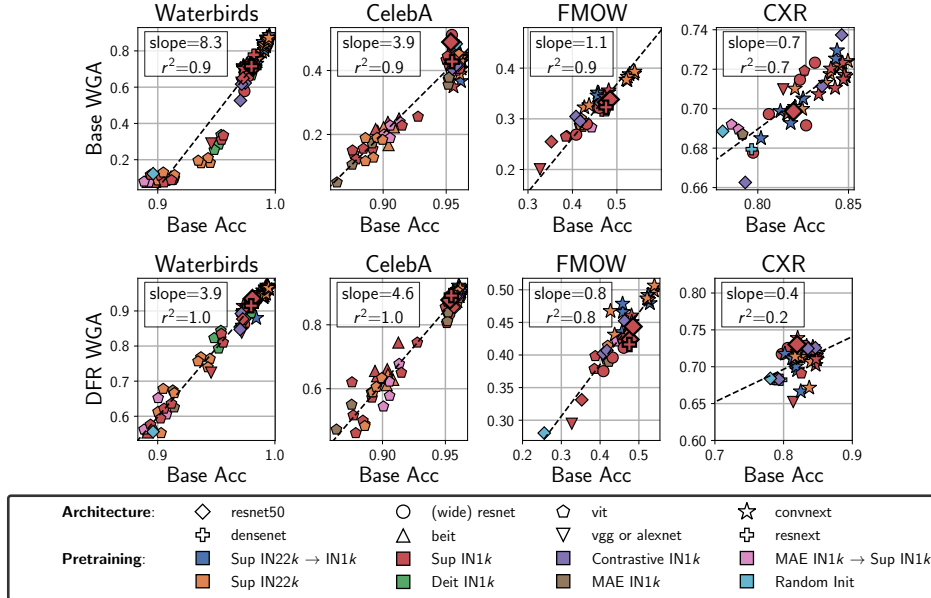 Waterbirds CelebA FMOW CXR
slope=8.3 slope=3.9 slope=1.1 slope=0.7
r²=0.9 r²=0.9 r²=0.9 r²=0.7
Base WGA
0.8 0.6 0.4 0.2
0.4 0.2
0.4 0.3 0.2
0.74 0.72 0.70 0.68 0.66
0.9 1.0 0.90 0.95 0.3 0.4 0.5 0.80 0.85
Base Acc Base Acc Base Acc Base Acc
Waterbirds CelebA FMOW CXR
slope=3.9 slope=4.6 slope=0.8 slope=0.4
r²=1.0 r²=1.0 r²=0.8 r²=0.2
DFR WGA
0.9 0.8 0.7 0.6
0.8 0.6
0.50 0.45 0.40 0.35 0.30
0.80 0.75 0.70 0.65 0.60
0.9 1.0 0.90 0.95 0.2 0.3 0.4 0.5 0.7 0.8 0.9
Base Acc Base Acc Base Acc Base Acc
Architecture: resnet50 (wide) resnet vit convnext
densenet beit vgg or alexnet resnext
Pretraining: Sup IN22k → IN1k Sup IN1k Contrastive IN1k MAE IN1k → Sup IN1k
Sup IN22k Deit IN1k MAE IN1k Random Init